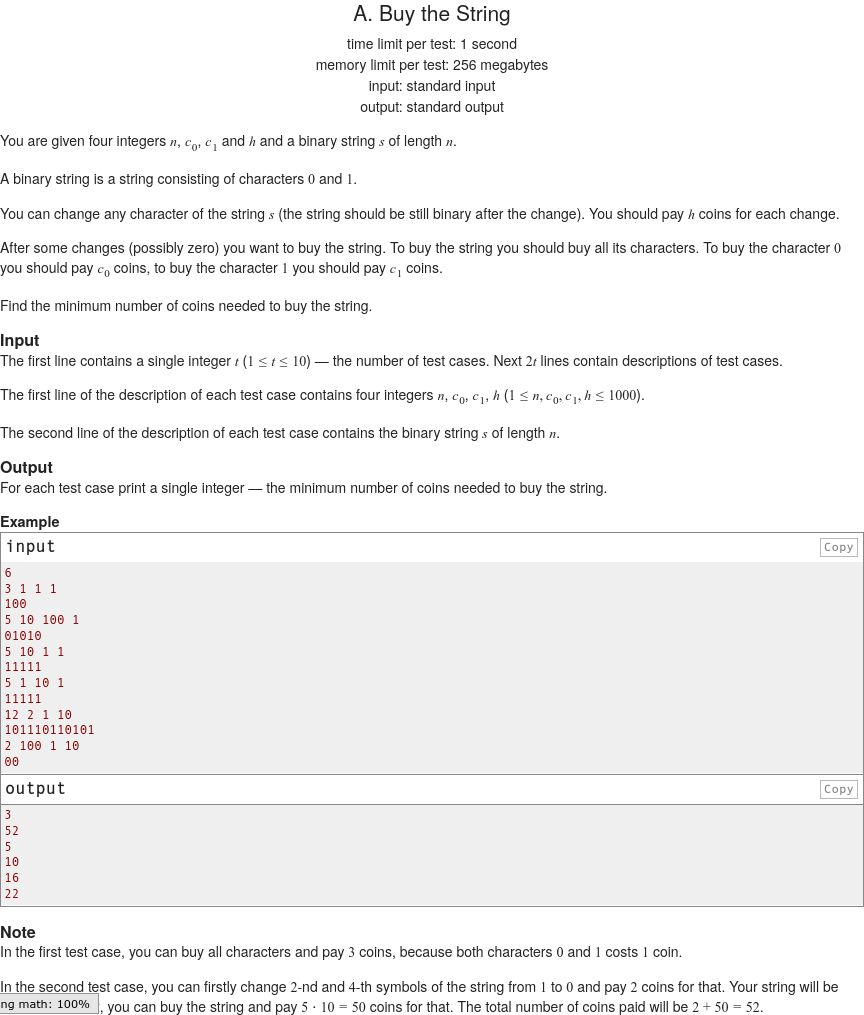 A. Buy the String
time limit per test: 1 second
memory limit per test: 256 megabytes
input: standard input
output: standard output
You are given four integers n, c0, c1 and h and a binary string s of length n.
A binary string is a string consisting of characters 0 and 1.
You can change any character of the string s (the string should be still binary after the change). You should pay h coins for each change.
After some changes (possibly zero) you want to buy the string. To buy the string you should buy all its characters. To buy the character 0
you should pay c0 coins, to buy the character 1 you should pay c1 coins.
Find the minimum number of coins needed to buy the string.
Input
The first line contains a single integer t (1 ≤ t ≤ 10) — the number of test cases. Next 2t lines contain descriptions of test cases.
The first line of the description of each test case contains four integers n, c0, c1, h (1 ≤ n, c0, c1, h ≤ 1000).
The second line of the description of each test case contains the binary string s of length n.
Output
For each test case print a single integer — the minimum number of coins needed to buy the string.
Example
input Copy
6
3 1 1 1
100
5 10 100 1
01010
5 10 1 1
11111
5 1 10 1
11111
12 2 1 10
101110110101
2 100 1 10
00
output Copy
3
52
5
10
16
22
Note
In the first test case, you can buy all characters and pay 3 coins, because both characters 0 and 1 costs 1 coin.
In the second test case, you can firstly change 2-nd and 4-th symbols of the string from 1 to 0 and pay 2 coins for that. Your string will be
ng math: 100% , you can buy the string and pay 5 · 10 = 50 coins for that. The total number of coins paid will be 2 + 50 = 52.